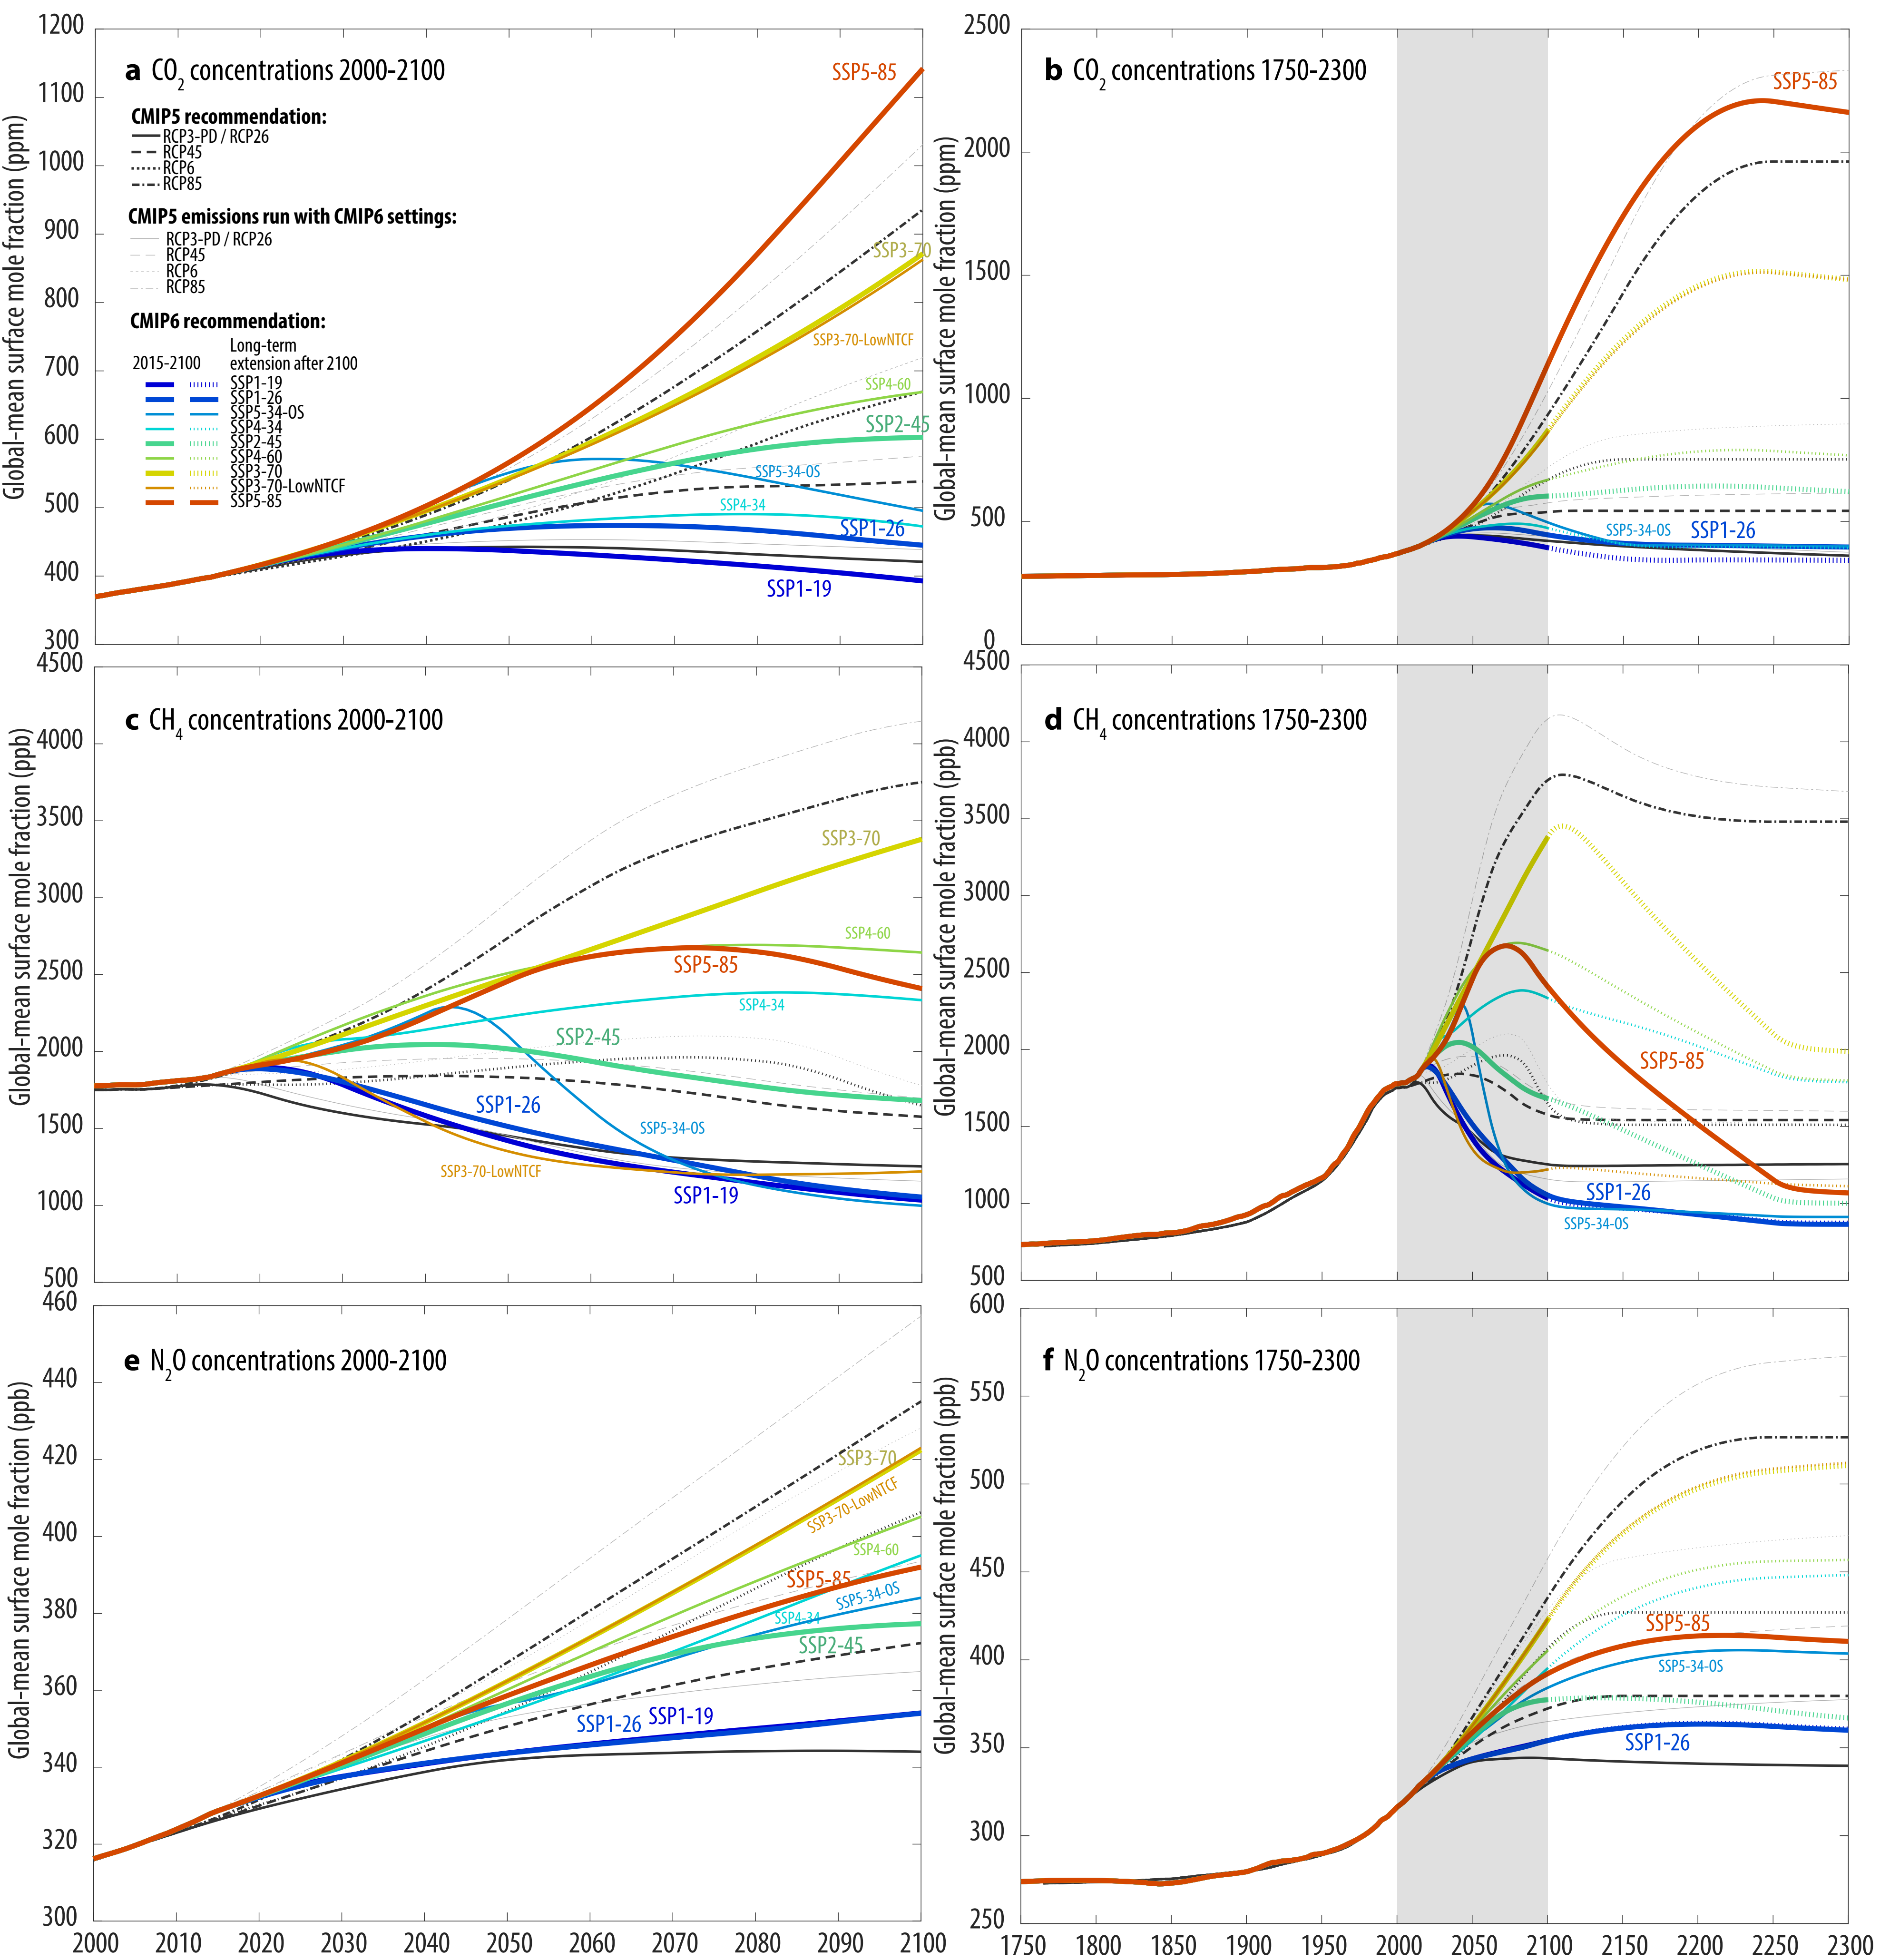 a CO2 concentrations 2000-2100
Global-mean surface mole fraction (ppm)
1200
1100
1000
900
800
700
600
500
400
300
CMIP5 recommendation:
RCP3-PD / RCP26
RCP45
RCP6
RCP85
CMIP5 emissions run with CMIP6 settings:
RCP3-PD / RCP26
RCP45
RCP6
RCP85
CMIP6 recommendation:
2015-2100
Long-term
extension after 2100
SSP1-19
SSP1-26
SSP5-34-OS
SSP4-34
SSP2-45
SSP4-60
SSP3-70
SSP3-70-LowNTCF
SSP5-85
SSP5-85
SSP3-70
SSP3-70-LowNTCF
SSP4-60
SSP2-45
SSP5-34-OS
SSP4-34
SSP1-26
SSP1-19
b CO2 concentrations 1750-2300
Global-mean surface mole fraction (ppm)
2500
2000
1500
1000
500
0
SSP5-85
SSP5-34-OS
SSP1-26
c CH4 concentrations 2000-2100
Global-mean surface mole fraction (ppb)
4500
4000
3500
3000
2500
2000
1500
1000
500
SSP3-70
SSP4-60
SSP5-85
SSP4-34
SSP2-45
SSP1-26
SSP5-34-OS
SSP3-70-LowNTCF
SSP1-19
d CH4 concentrations 1750-2300
Global-mean surface mole fraction (ppb)
4500
4000
3500
3000
2500
2000
1500
1000
500
SSP5-85
SSP1-26
SSP5-34-OS
e N2O concentrations 2000-2100
Global-mean surface mole fraction (ppb)
460
440
420
400
380
360
340
320
300
SSP3-70
SSP3-70-LowNTCF
SSP4-60
SSP5-85
SSP5-34-OS
SSP4-34
SSP2-45
SSP1-26
SSP1-19
2000 2010 2020 2030 2040 2050 2060 2070 2080 2090 2100
f N2O concentrations 1750-2300
Global-mean surface mole fraction (ppb)
600
550
500
450
400
350
300
250
SSP5-85
SSP5-34-OS
SSP1-26
1750 1800 1850 1900 1950 2000 2050 2100 2150 2200 2250 2300